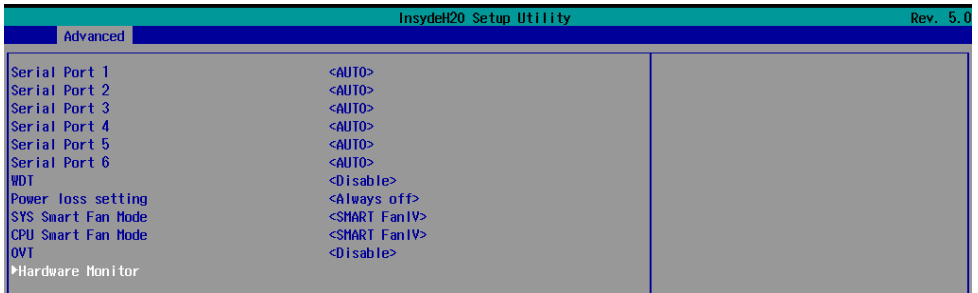 InsydeH20 Setup Utility Rev. 5.0
Advanced
Serial Port 1 <AUTO>
Serial Port 2 <AUTO>
Serial Port 3 <AUTO>
Serial Port 4 <AUTO>
Serial Port 5 <AUTO>
Serial Port 6 <AUTO>
WDT <Disable>
Power loss setting <Always off>
SYS Smart Fan Mode <SMART FanIV>
CPU Smart Fan Mode <SMART FanIV>
OVT <Disable>
▶Hardware Monitor